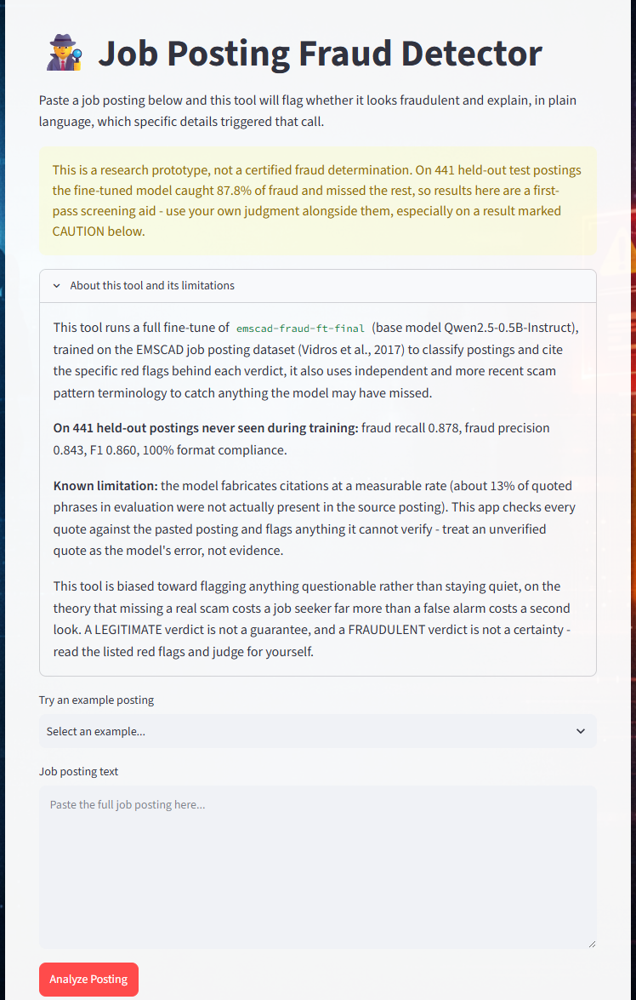 Job Posting Fraud Detector
Paste a job posting below and this tool will flag whether it looks fraudulent and explain, in plain
language, which specific details triggered that call.
This is a research prototype, not a certified fraud determination. On 441 held-out test postings
the fine-tuned model caught 87.8% of fraud and missed the rest, so results here are a first-
pass screening aid - use your own judgment alongside them, especially on a result marked
CAUTION below.
About this tool and its limitations
This tool runs a full fine-tune of emscad-fraud-ft-final (base model Qwen2.5-0.5B-Instruct),
trained on the EMSCAD job posting dataset (Vidros et al., 2017) to classify postings and cite
the specific red flags behind each verdict, it also uses independent and more recent scam
pattern terminology to catch anything the model may have missed.
On 441 held-out postings never seen during training: fraud recall 0.878, fraud precision
0.843, F1 0.860, 100% format compliance.
Known limitation: the model fabricates citations at a measurable rate (about 13% of quoted
phrases in evaluation were not actually present in the source posting). This app checks every
quote against the pasted posting and flags anything it cannot verify - treat an unverified
quote as the model's error, not evidence.
This tool is biased toward flagging anything questionable rather than staying quiet, on the
theory that missing a real scam costs a job seeker far more than a false alarm costs a second
look. A LEGITIMATE verdict is not a guarantee, and a FRAUDULENT verdict is not a certainty -
read the listed red flags and judge for yourself.
Try an example posting
Select an example...
Job posting text
Paste the full job posting here...
Analyze Posting